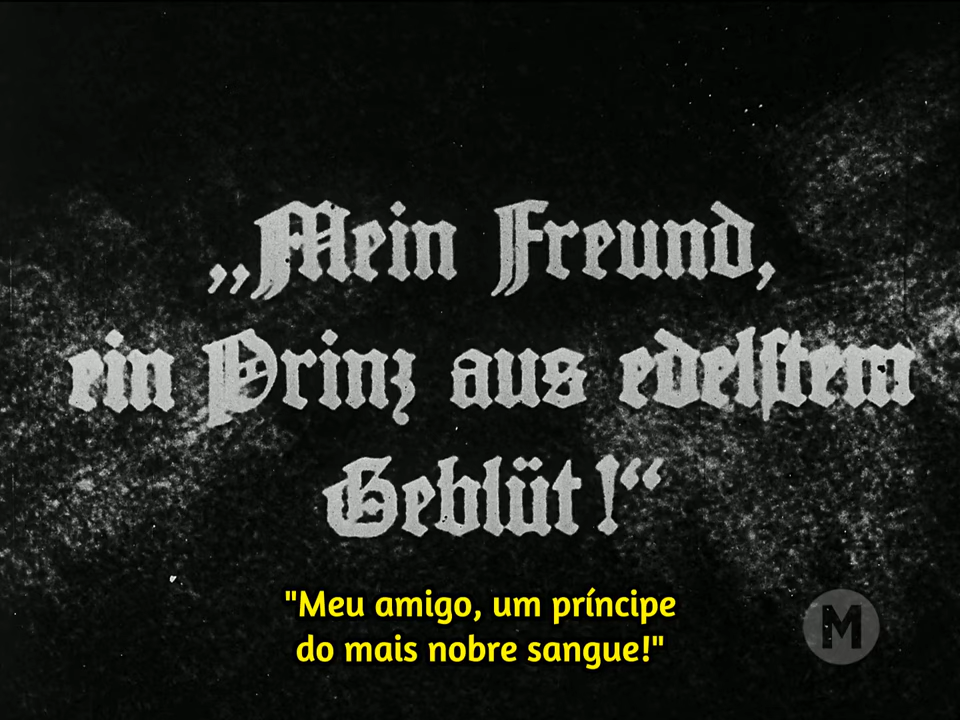 „Mein Freund,
ein Prinz aus edelstem
Geblüt!“
"Meu amigo, um príncipe
do mais nobre sangue!"
M